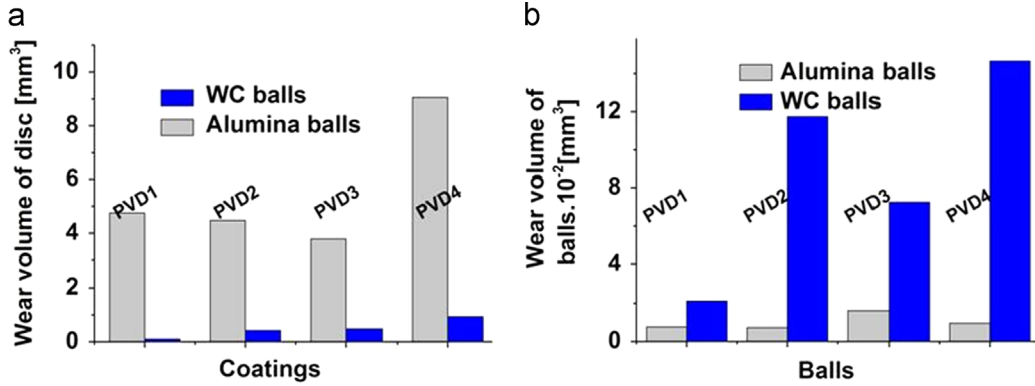 a
Wear volume of disc [mm³]
10
8
6
4
2
0
WC balls
Alumina balls
PVD1
PVD2
PVD3
PVD4
Coatings
b
Wear volume of
balls.10⁻²[mm³]
12
8
4
0
Alumina balls
WC balls
PVD1
PVD2
PVD3
PVD4
Balls